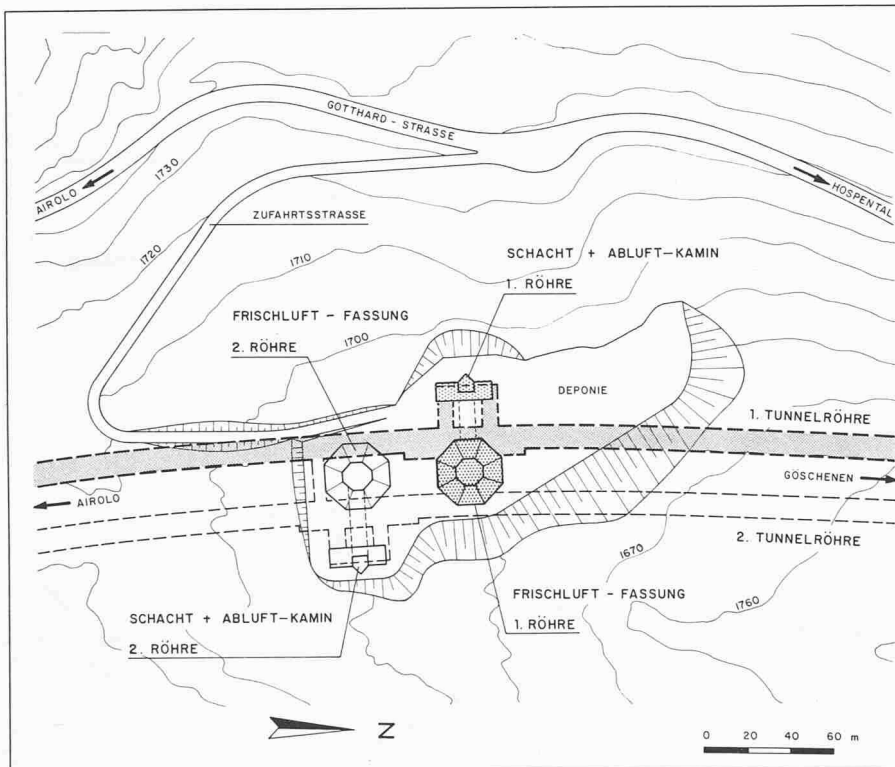 GOTTHARD - STRASSE
1730
AIROLO
HOSPENTAL
ZUFAHRTSSTRASSE
1720
1710
SCHACHT + ABLUFT-KAMIN
1. RÖHRE
FRISCHLUFT - FASSUNG
2. RÖHRE
1700
DEPONIE
1. TUNNELRÖHRE
GÖSCHENEN
AIROLO
2. TUNNELRÖHRE
1670
1760
FRISCHLUFT - FASSUNG
1. RÖHRE
SCHACHT + ABLUFT-KAMIN
2. RÖHRE
N
0 20 40 60 m